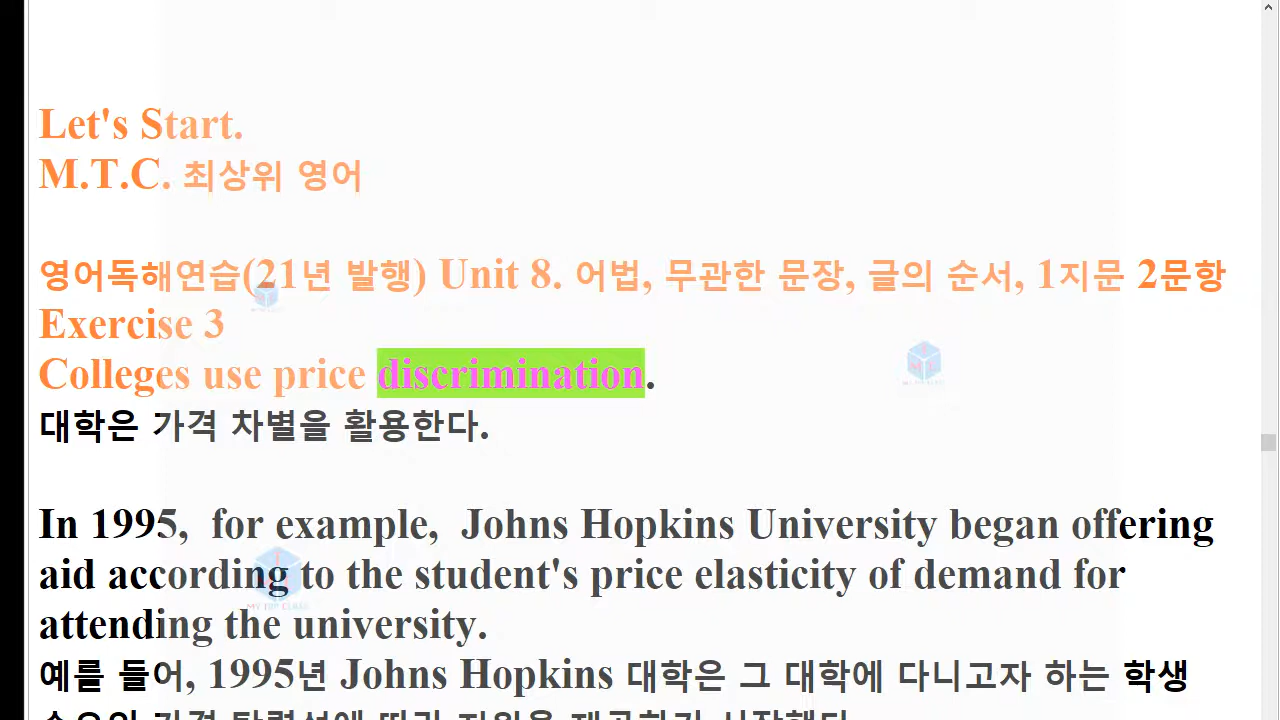 Let's Start.
M.T.C. 최상위 영어
영어독해연습(21년 발행) Unit 8. 어법, 무관한 문장, 글의 순서, 1지문 2문항
Exercise 3
Colleges use price discrimination.
대학은 가격 차별을 활용한다.
In 1995, for example, Johns Hopkins University began offering
aid according to the student's price elasticity of demand for
attending the university.
예를 들어, 1995년 Johns Hopkins 대학은 그 대학에 다니고자 하는 학생